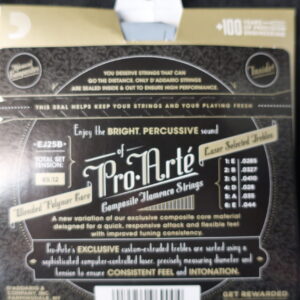 +100 YEARS
YOU DESERVE STRINGS THAT CAN
GO THE DISTANCE. ONLY D'ADDARIO STRINGS
ARE SEALED INSIDE & OUT TO ENSURE HIGH PERFORMANCE.
THIS SEAL HELPS KEEP YOUR STRINGS AND YOUR PLAYING FRESH
Enjoy the BRIGHT, PERCUSSIVE sound
of
-EJ25B-
TOTAL SET
TENSION:
Laser Selected Trebles
Pro·Arté
Composite Flamenco Strings
Blended Polymer Core
1: E .0285
2: B .0327
3: G .0410
4: D .028
5: A .035
6: E .044
A new variation of our exclusive composite core material
designed for a quick, responsive attack and flexible feel
with improved tuning consistency.
Pro·Arté's EXCLUSIVE custom-extruded trebles are sorted using a
sophisticated computer-controlled laser, precisely measuring diameter and
tension to ensure CONSISTENT FEEL and INTONATION.
D'ADDARIO &
COMPANY, INC.
GET REWARDED